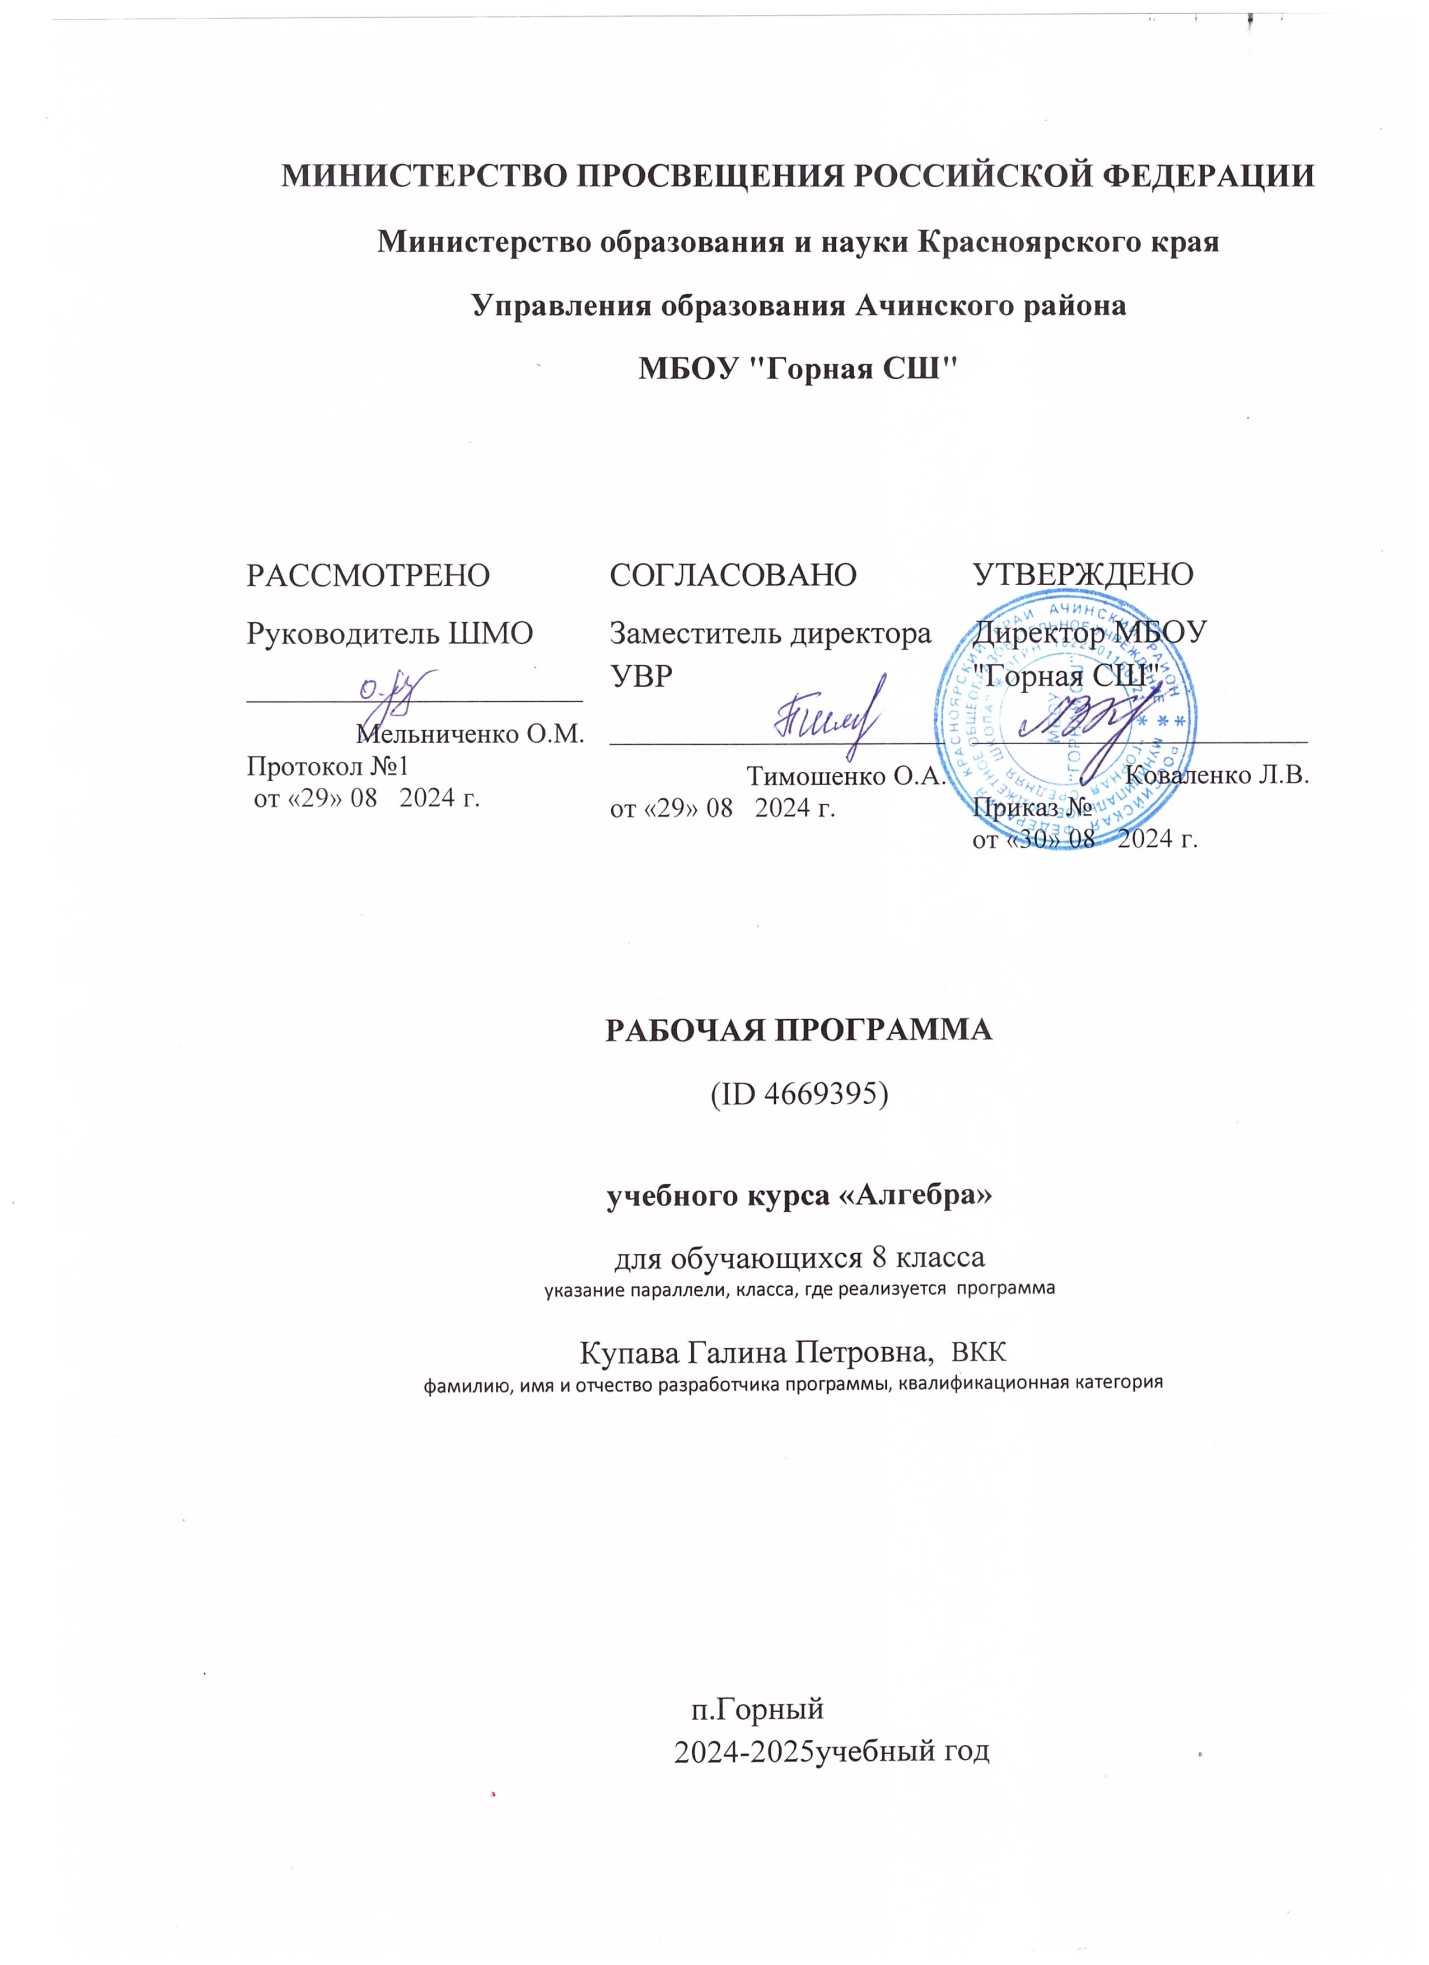 МИНИСТЕРСТВО ПРОСВЕЩЕНИЯ РОССИЙСКОЙ ФЕДЕРАЦИИ
Министерство образования и науки Красноярского края
Управления образования Ачинского района
МБОУ "Горная СШ"
РАССМОТРЕНО
Руководитель ШМО
Мельниченко О.М.
Протокол №1
от «29» 08 2024 г.
СОГЛАСОВАНО
Заместитель директора
УВР
Тимошенко О.А.
от «29» 08 2024 г.
УТВЕРЖДЕНО
Директор МБОУ
"Горная СШ"
Коваленко Л.В.
Приказ №
от «30» 08 2024 г.
РАБОЧАЯ ПРОГРАММА
(ID 4669395)
учебного курса «Алгебра»
для обучающихся 8 класса
указание параллели, класса, где реализуется программа
Купава Галина Петровна, ВКК
фамилию, имя и отчество разработчика программы, квалификационная категория
п.Горный
2024-2025учебный год